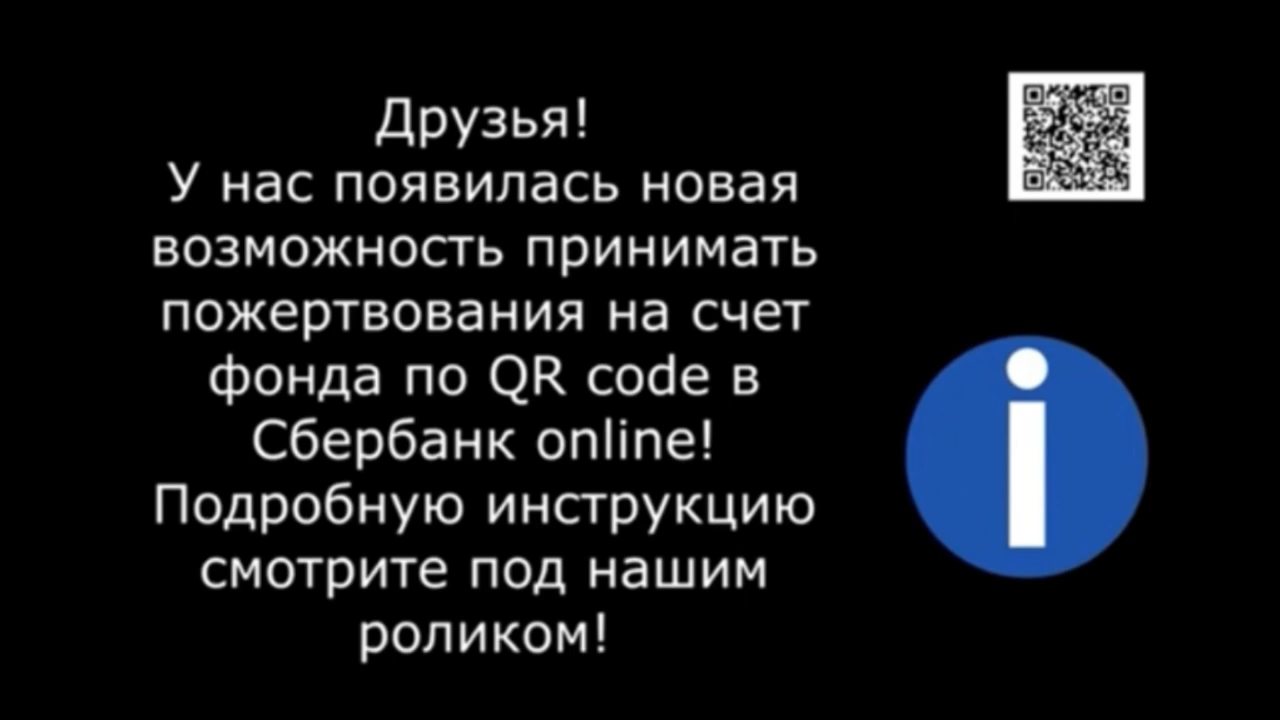 Друзья!
У нас появилась новая
возможность принимать
пожертвования на счет
фонда по QR code в
Сбербанк online!
Подробную инструкцию
смотрите под нашим
роликом!
i